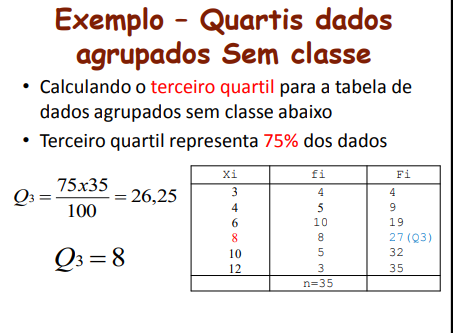 Exemplo – Quartis dados
agrupados Sem classe
• Calculando o terceiro quartil para a tabela de
dados agrupados sem classe abaixo
• Terceiro quartil representa 75% dos dados
Q3 = 75x35 / 100 = 26,25
Q3 = 8
Xi fi Fi
3 4 4
4 5 9
6 10 19
8 8 27(Q3)
10 5 32
12 3 35
n=35